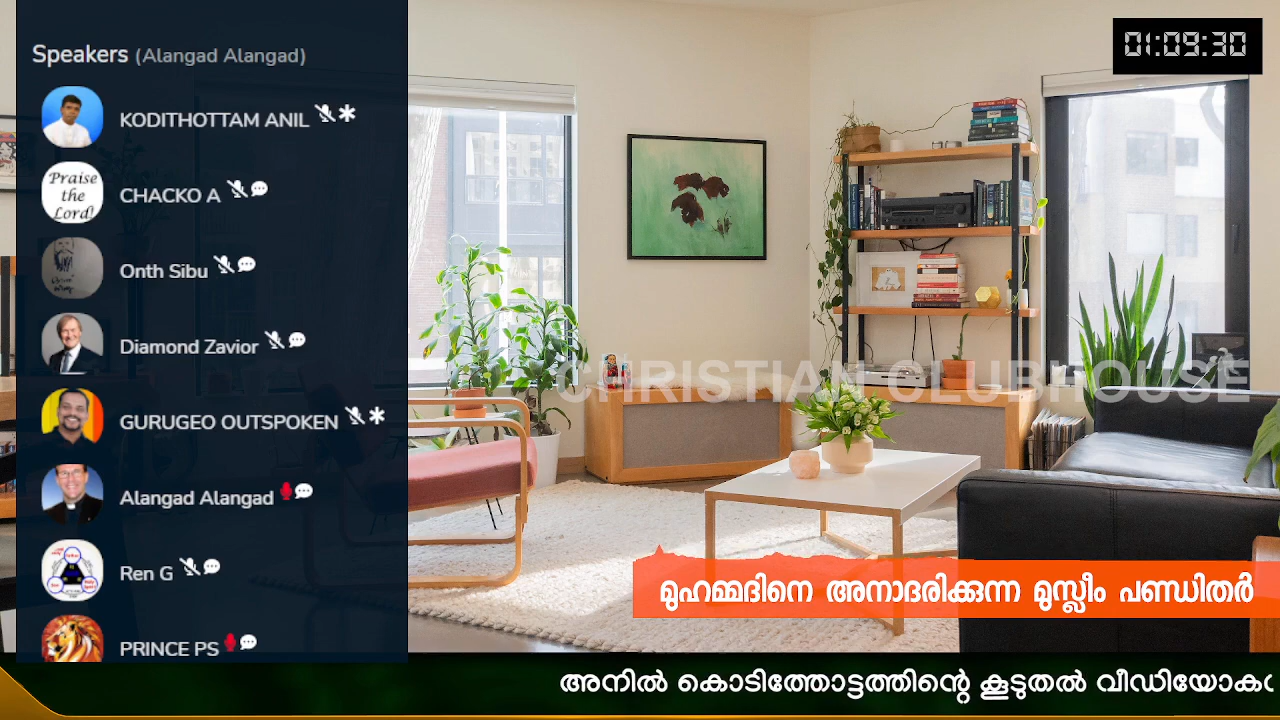 Speakers (Alangad Alangad)
01:09:30
KODITHOTTAM ANIL
Praise
the
Lord!
CHACKO A
Onth Sibu
Diamond Zavior
CHRISTIAN CLUBHOUSE
GURUGEO OUTSPOKEN
Alangad Alangad
Ren G
മുഹമ്മദിനെ അനാദരിക്കുന്ന മുസ്ലീം പണ്ഡിതർ
PRINCE PS
അനിൽ കൊടിത്തോട്ടത്തിന്റെ കൂടുതൽ